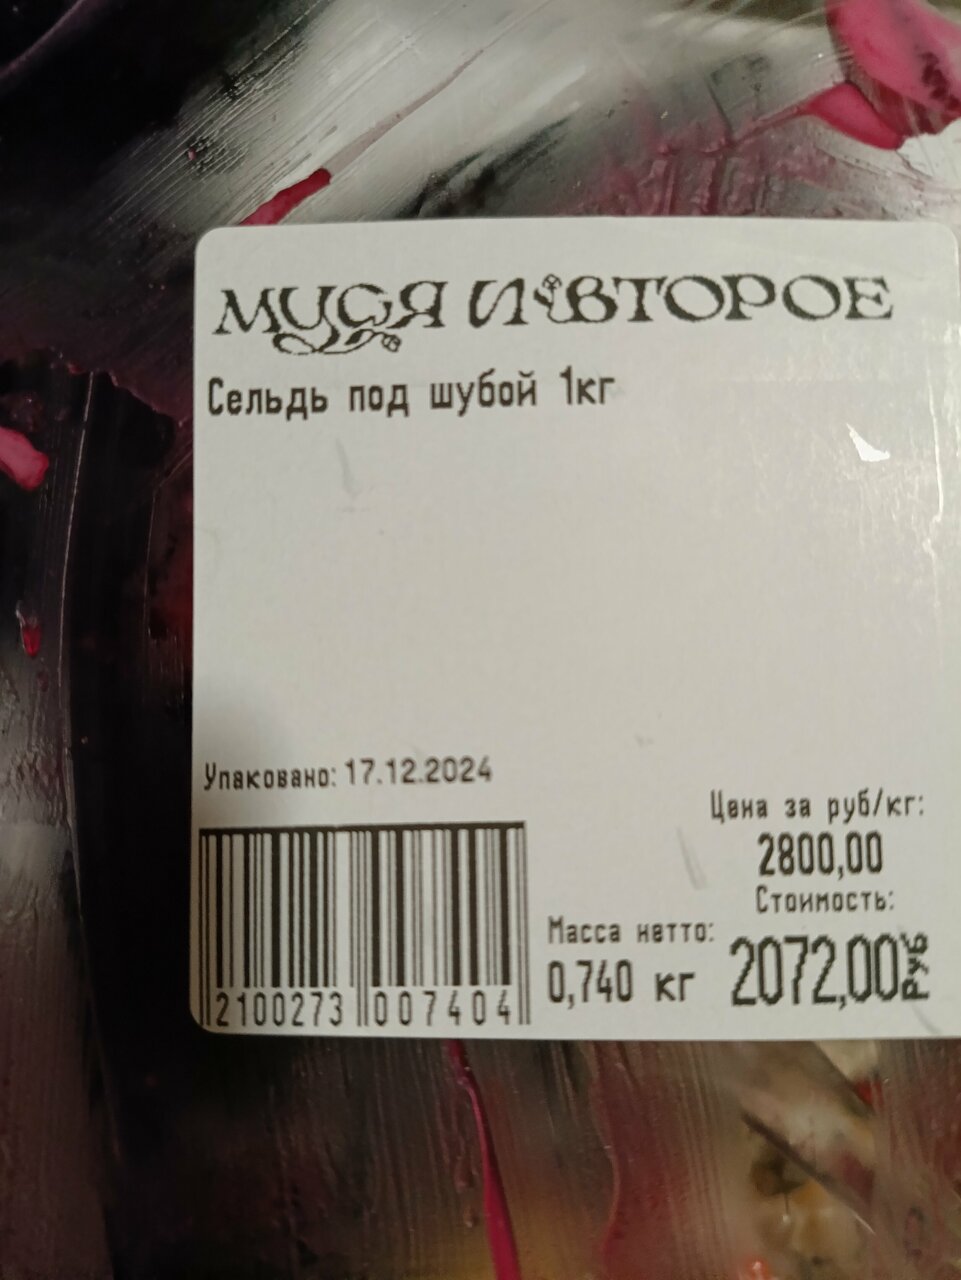 МУСЯ И ВТОРОЕ
Сельдь под шубой 1кг
Упаковано: 17.12.2024
Цена за руб/кг:
2800,00
Стоимость:
Масса нетто:
0,740 кг
2072,00 РУБ
2100273 007404